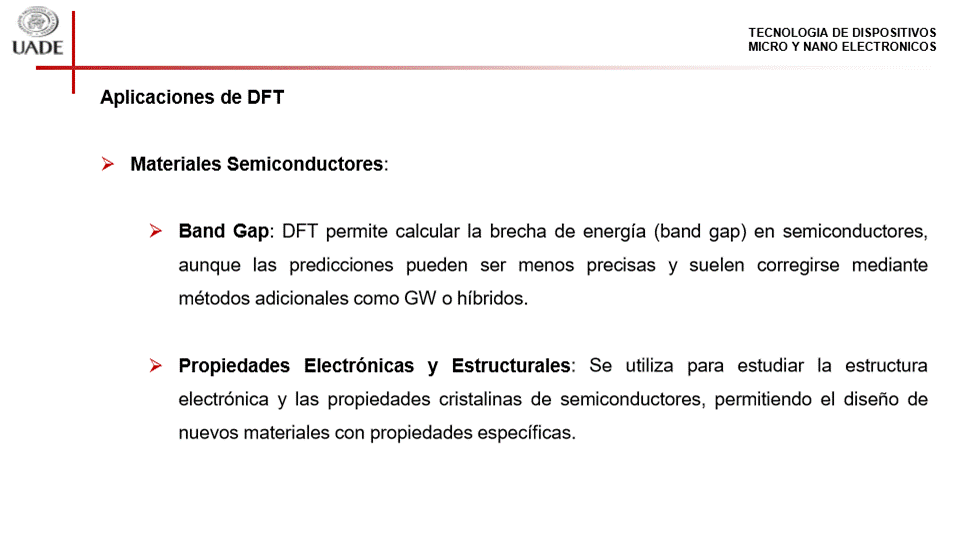 UADE
TECNOLOGIA DE DISPOSITIVOS
MICRO Y NANO ELECTRONICOS
Aplicaciones de DFT
Materiales Semiconductores:
Band Gap: DFT permite calcular la brecha de energía (band gap) en semiconductores,
aunque las predicciones pueden ser menos precisas y suelen corregirse mediante
métodos adicionales como GW o híbridos.
Propiedades Electrónicas y Estructurales: Se utiliza para estudiar la estructura
electrónica y las propiedades cristalinas de semiconductores, permitiendo el diseño de
nuevos materiales con propiedades específicas.